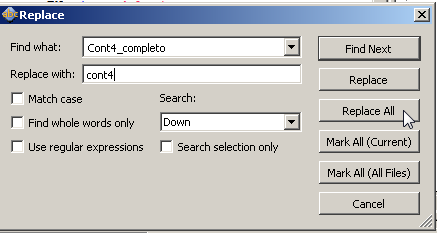 Replace
Find what: Cont4_completo Find Next
Replace with: cont4 Replace
Match case Search: Replace All
Find whole words only Down Mark All (Current)
Use regular expressions Search selection only Mark All (All Files)
Cancel